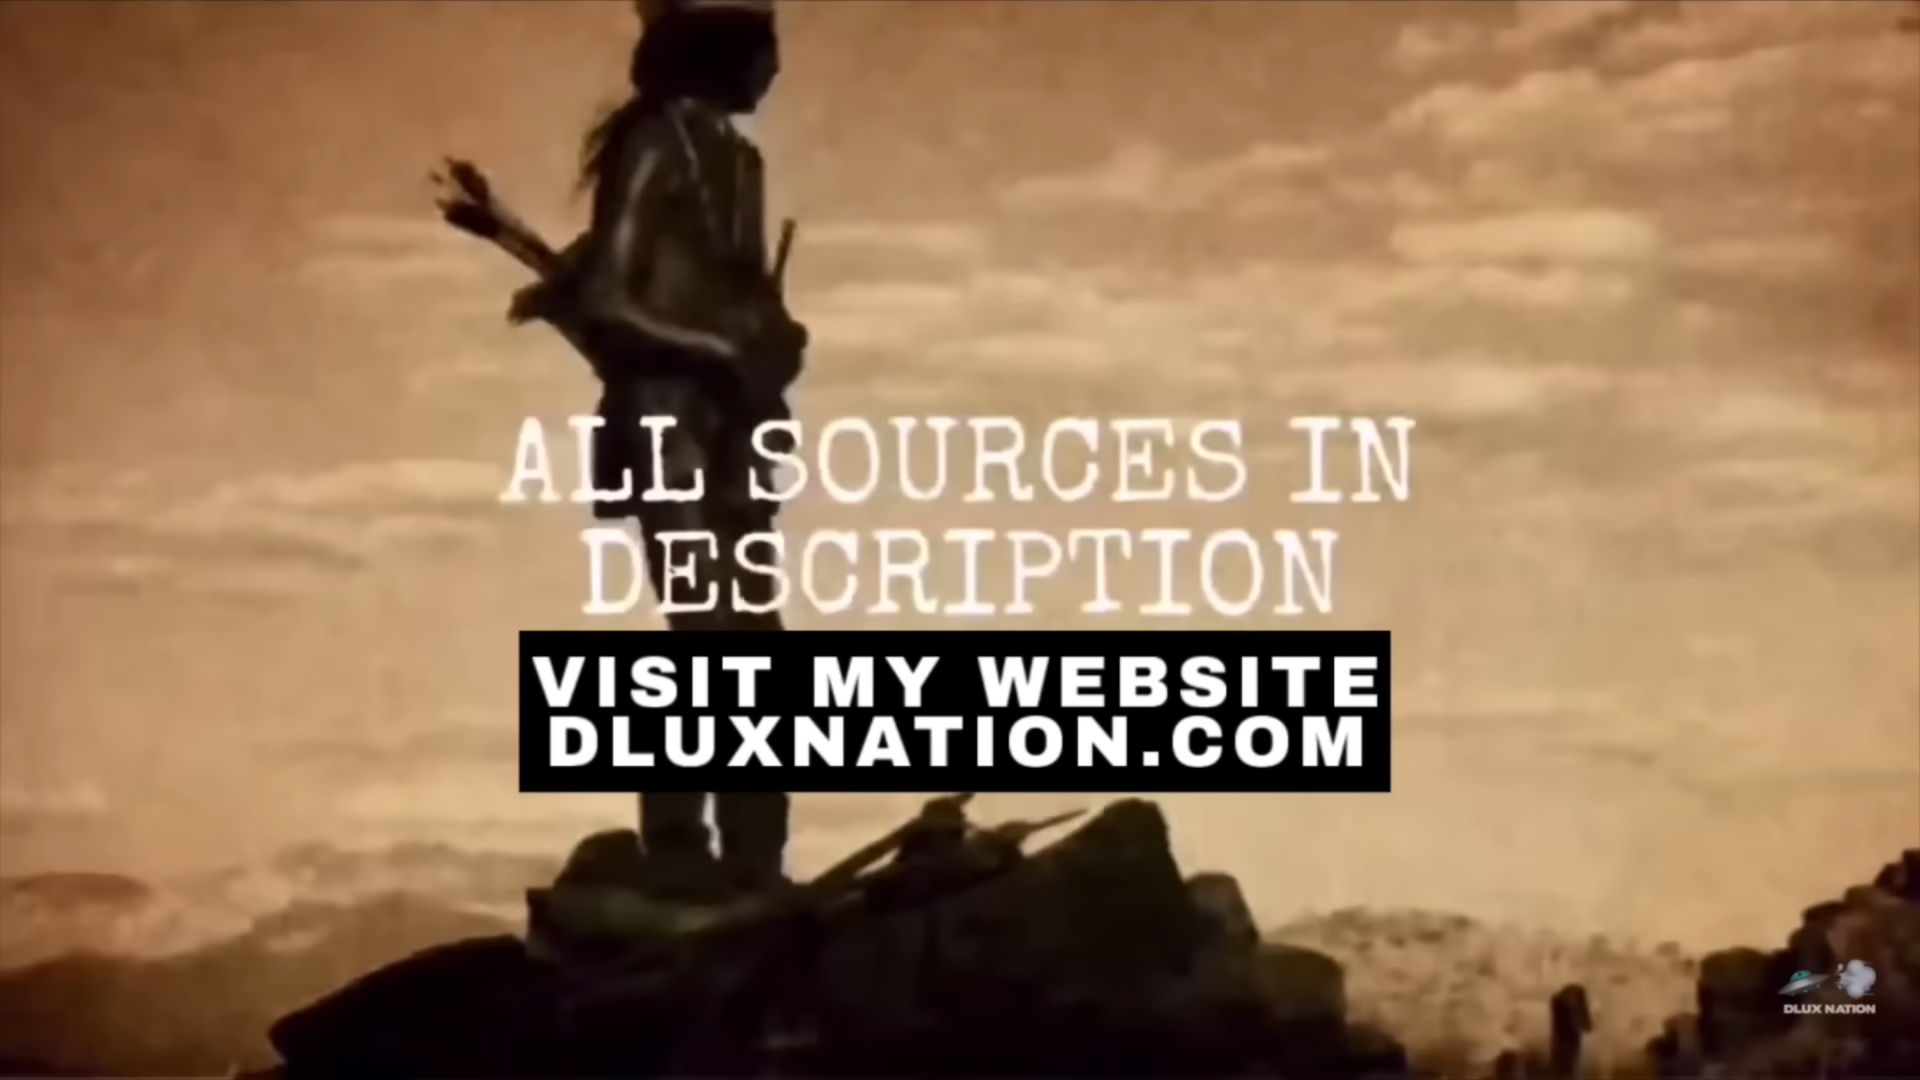 ALL SOURCES IN
DESCRIPTION
VISIT MY WEBSITE
DLUXNATION.COM
DLUX NATION